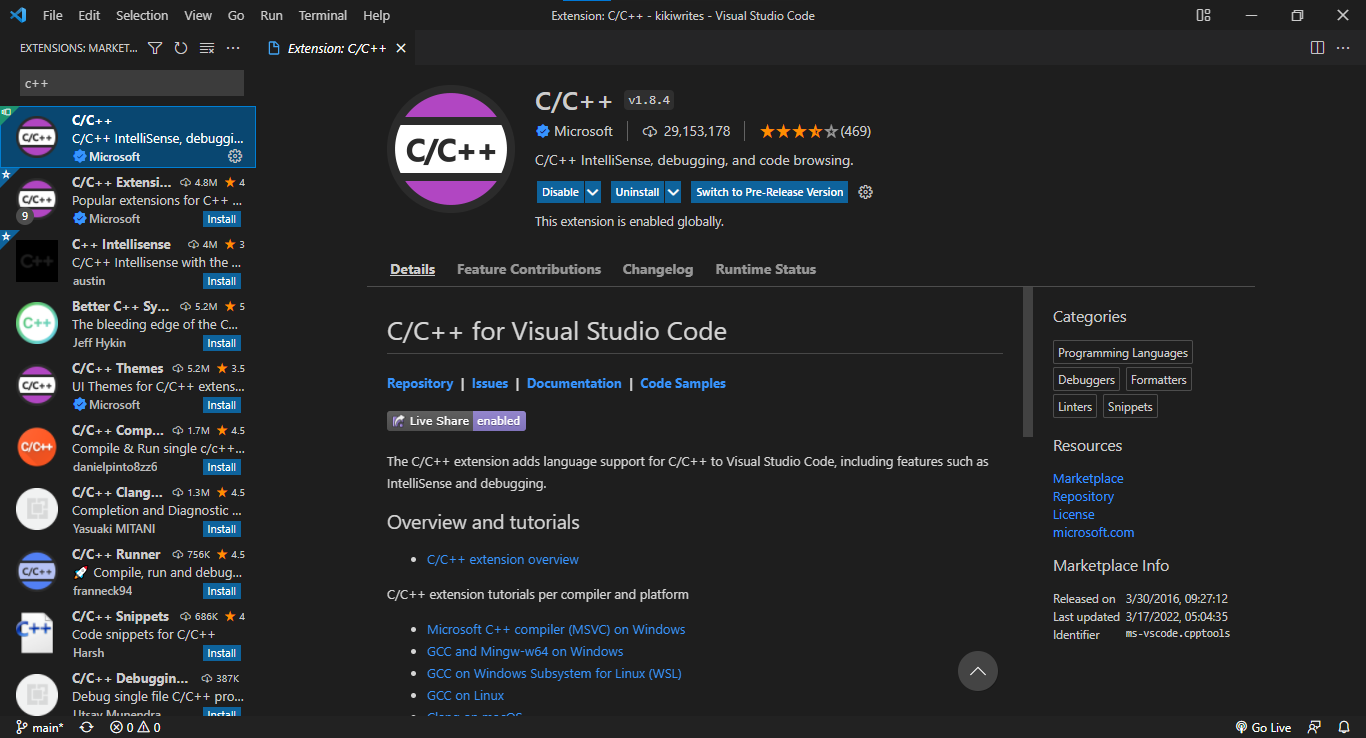 File Edit Selection View Go Run Terminal Help
Extension: C/C++ - kikiwrites - Visual Studio Code
EXTENSIONS: MARKET...
c++
C/C++
C/C++ IntelliSense, debuggi...
Microsoft
C/C++ Extensi... 4.8M 4
Popular extensions for C++ ...
9
Microsoft Install
C++ Intellisense 4M 3
C++
C/C++ Intellisense with the ...
austin Install
Better C++ Sy... 5.2M 5
C++
The bleeding edge of the C...
Jeff Hykin Install
C/C++ Themes 5.2M 3.5
C/C++
UI Themes for C/C++ extens...
Microsoft Install
C/C++ Comp... 1.7M 4.5
C/C++
Compile & Run single c/c++...
danielpinto8zz6 Install
C/C++ Clang... 1.3M 4.5
Completion and Diagnostic ...
Yasuaki MITANI Install
C/C++ Runner 756K 4.5
C/C++
Compile, run and debug...
franneck94 Install
C/C++ Snippets 686K 4
C++
Code snippets for C/C++
Harsh Install
C/C++ Debuggin... 387K
Debug single file C/C++ pro...
Utsav Munendra Install
Extension: C/C++
C/C++
C/C++ v1.8.4
Microsoft 29,153,178 (469)
C/C++ IntelliSense, debugging, and code browsing.
Disable Uninstall Switch to Pre-Release Version
This extension is enabled globally.
Details Feature Contributions Changelog Runtime Status
C/C++ for Visual Studio Code
Repository | Issues | Documentation | Code Samples
Live Share enabled
The C/C++ extension adds language support for C/C++ to Visual Studio Code, including features such as
IntelliSense and debugging.
Overview and tutorials
• C/C++ extension overview
C/C++ extension tutorials per compiler and platform
• Microsoft C++ compiler (MSVC) on Windows
• GCC and Mingw-w64 on Windows
• GCC on Windows Subsystem for Linux (WSL)
• GCC on Linux
• Clang on macOS
Categories
Programming Languages
Debuggers Formatters
Linters Snippets
Resources
Marketplace
Repository
License
microsoft.com
Marketplace Info
Released on 3/30/2016, 09:27:12
Last updated 3/17/2022, 05:04:35
Identifier ms-vscode.cpptools
main* 0 0
Go Live